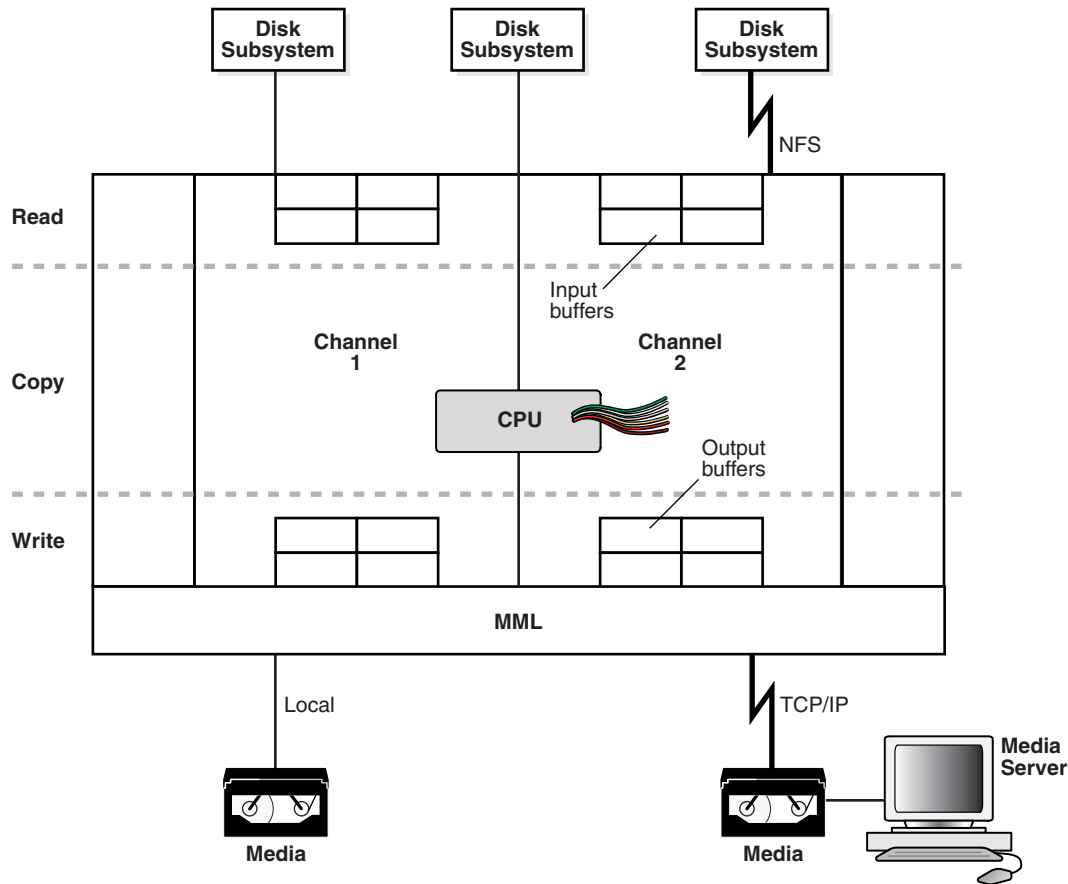 Disk
Subsystem
Disk
Subsystem
Disk
Subsystem
NFS
Read
Input
buffers
Channel
1
Channel
2
Copy
CPU
Output
buffers
Write
MML
Local
TCP/IP
Media
Server
Media
Media